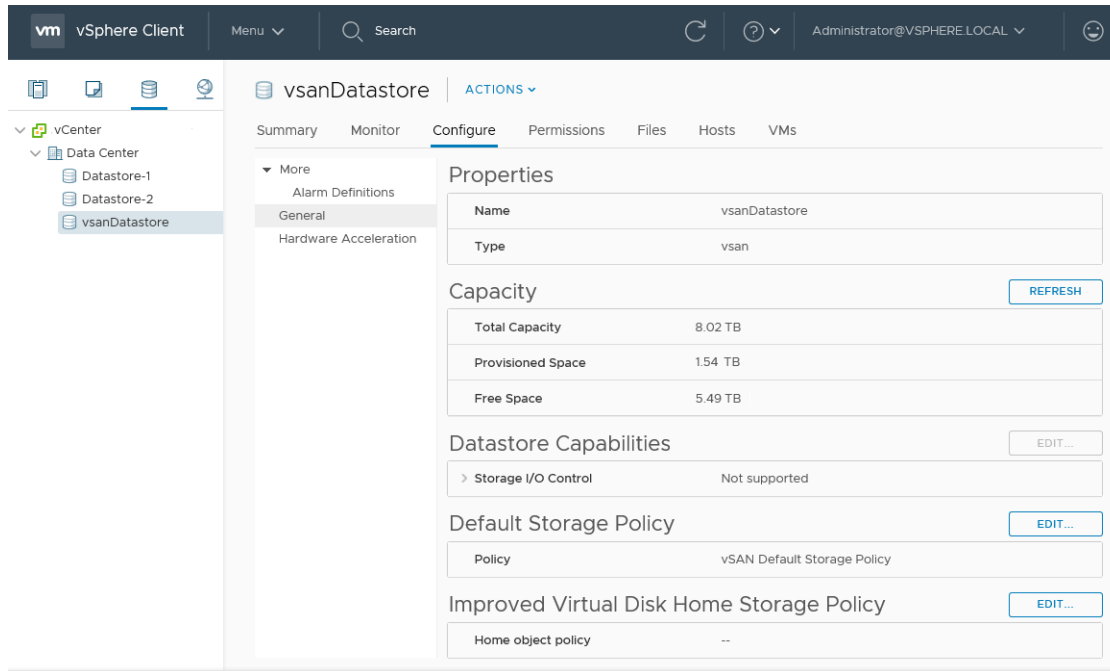 vm vSphere Client Menu Search Administrator@VSPHERE.LOCAL
vCenter
Data Center
Datastore-1
Datastore-2
vsanDatastore
vsanDatastore ACTIONS
Summary Monitor Configure Permissions Files Hosts VMs
More
Alarm Definitions
General
Hardware Acceleration
Properties
Name vsanDatastore
Type vsan
Capacity REFRESH
Total Capacity 8.02 TB
Provisioned Space 1.54 TB
Free Space 5.49 TB
Datastore Capabilities EDIT...
Storage I/O Control Not supported
Default Storage Policy EDIT...
Policy vSAN Default Storage Policy
Improved Virtual Disk Home Storage Policy EDIT...
Home object policy --